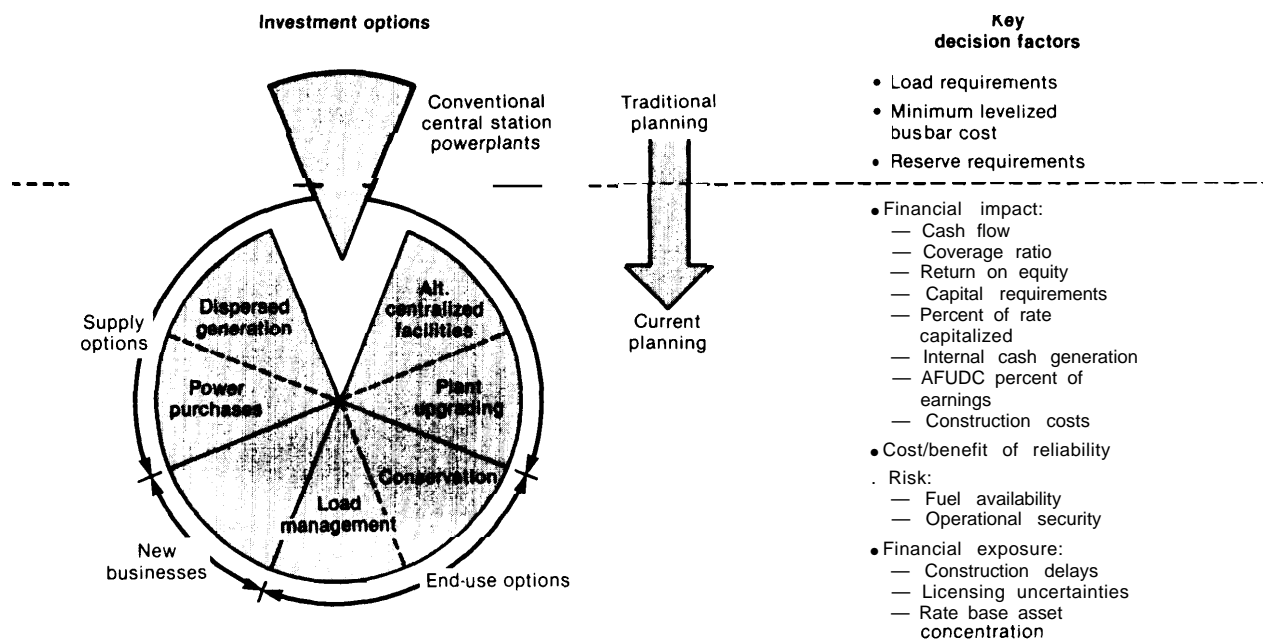 Investment options
Key
decision factors
Conventional
central station
powerplants
Traditional
planning
• Load requirements
• Minimum levelized
busbar cost
• Reserve requirements
Current
planning
Supply
options
Dispersed
generation
Alt.
centralized
facilities
Power
purchases
Plant
upgrading
Conservation
Load
management
New
businesses
End-use options
• Financial impact:
— Cash flow
— Coverage ratio
— Return on equity
— Capital requirements
— Percent of rate
capitalized
— Internal cash generation
— AFUDC percent of
earnings
— Construction costs
• Cost/benefit of reliability
. Risk:
— Fuel availability
— Operational security
• Financial exposure:
— Construction delays
— Licensing uncertainties
— Rate base asset
concentration